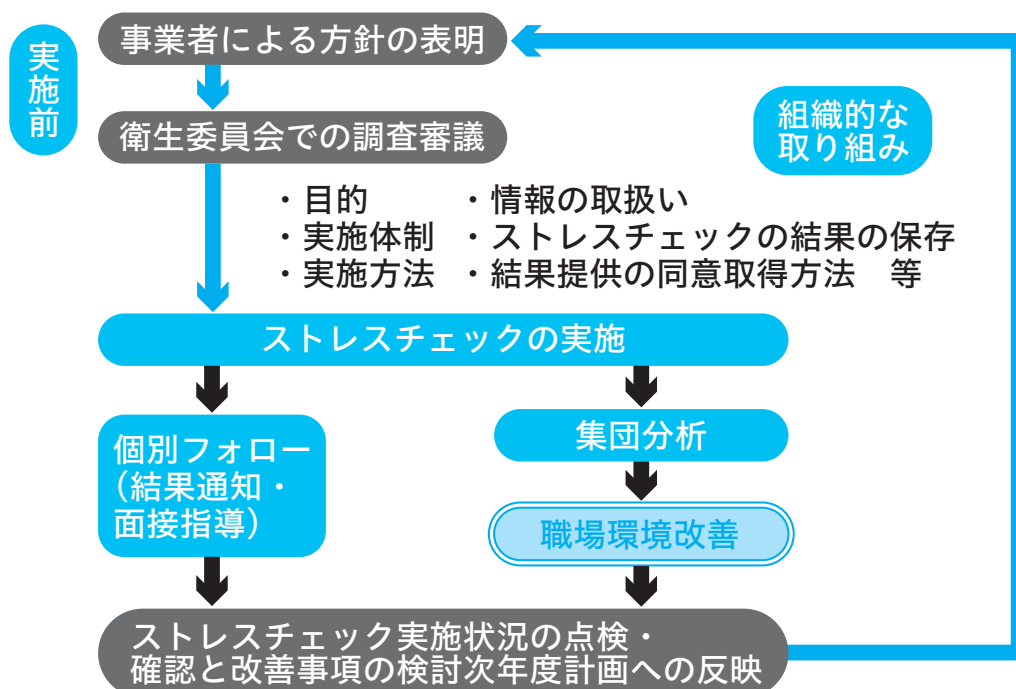 実施前
事業者による方針の表明
衛生委員会での調査審議
組織的な
取り組み
・目的
・実施体制
・実施方法
・情報の取扱い
・ストレスチェックの結果の保存
・結果提供の同意取得方法　等
ストレスチェックの実施
個別フォロー
(結果通知・
面接指導)
集団分析
職場環境改善
ストレスチェック実施状況の点検・
確認と改善事項の検討次年度計画への反映